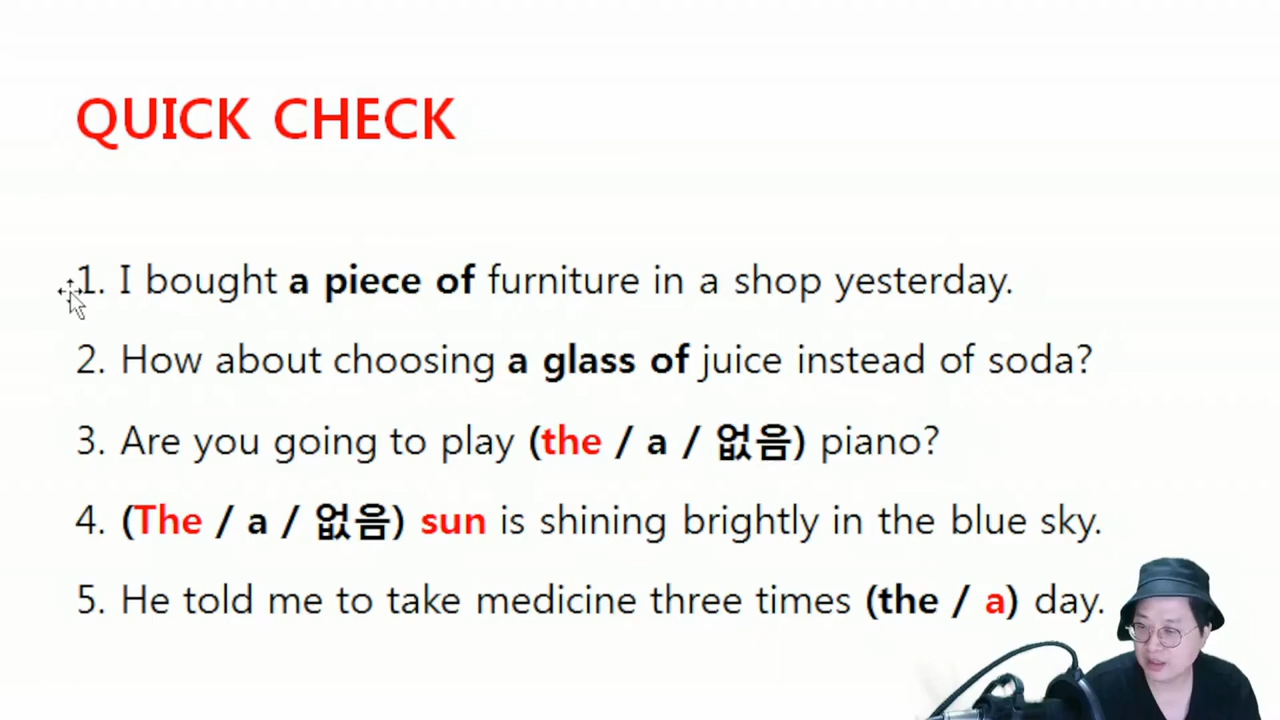 QUICK CHECK
1. I bought a piece of furniture in a shop yesterday.
2. How about choosing a glass of juice instead of soda?
3. Are you going to play (the / a / 없음) piano?
4. (The / a / 없음) sun is shining brightly in the blue sky.
5. He told me to take medicine three times (the / a) day.